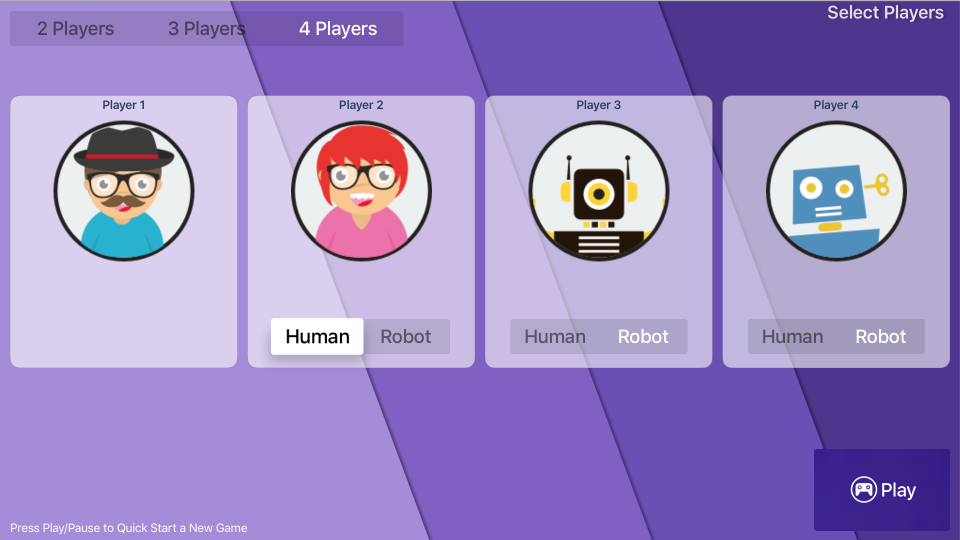 2 Players 3 Players 4 Players
Select Players
Player 1
Player 2
Player 3
Player 4
Human Robot
Human Robot
Human Robot
Play
Press Play/Pause to Quick Start a New Game